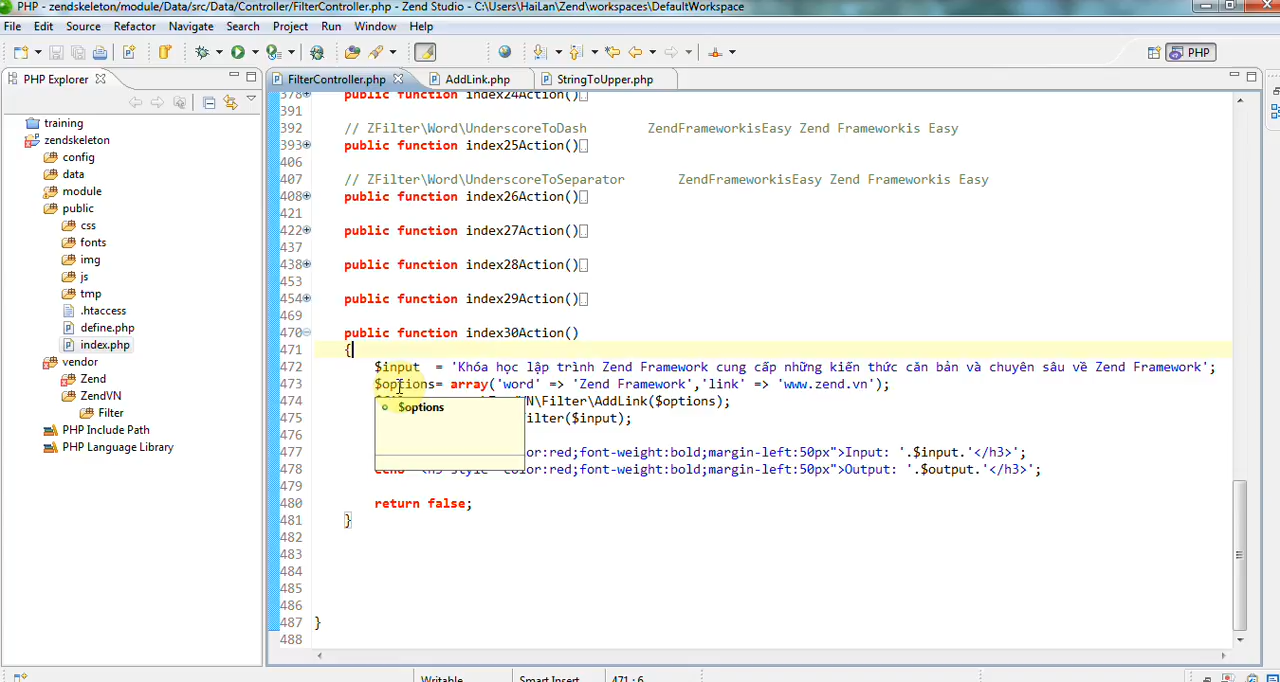 PHP - zendskeleton/module/Data/src/Data/Controller/FilterController.php - Zend Studio - C:\Users\HaiLan\Zend\workspaces\DefaultWorkspace
File Edit Source Refactor Navigate Search Project Run Window Help
PHP
PHP Explorer
FilterController.php AddLink.php StringToUpper.php
training
zendskeleton
config
data
module
public
css
fonts
img
js
tmp
.htaccess
define.php
index.php
vendor
Zend
ZendVN
Filter
PHP Include Path
PHP Language Library
378 public function index24Action()
391
392 // ZFilter\Word\UnderscoreToDash ZendFrameworkisEasy Zend Frameworkis Easy
393 public function index25Action()
406
407 // ZFilter\Word\UnderscoreToSeparator ZendFrameworkisEasy Zend Frameworkis Easy
408 public function index26Action()
421
422 public function index27Action()
437
438 public function index28Action()
453
454 public function index29Action()
469
470 public function index30Action()
471 {
472 $input = 'Khóa học lập trình Zend Framework cung cấp những kiến thức căn bản và chuyên sâu về Zend Framework';
473 $options= array('word' => 'Zend Framework','link' => 'www.zend.vn');
474 VN\Filter\AddLink($options);
$options
475 ilter($input);
476
477 color:red;font-weight:bold;margin-left:50px">Input: '.$input.'</h3>';
478 color:red;font-weight:bold;margin-left:50px">Output: '.$output.'</h3>';
479
480 return false;
481 }
482
483
484
485
486
487 }
488
Writable Smart Insert 471 : 6